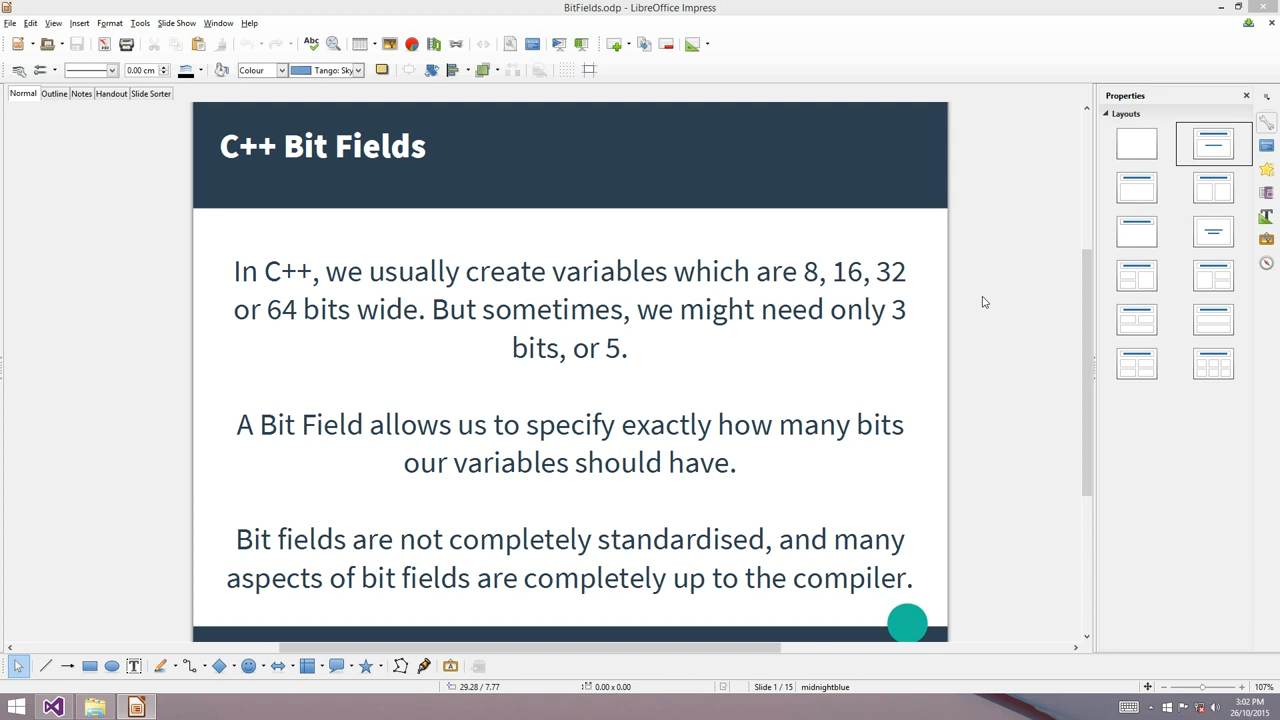 BitFields.odp - LibreOffice Impress
File Edit View Insert Format Tools Slide Show Window Help
0.00 cm Colour Tango: Sky
Normal Outline Notes Handout Slide Sorter
Properties
Layouts
C++ Bit Fields
In C++, we usually create variables which are 8, 16, 32
or 64 bits wide. But sometimes, we might need only 3
bits, or 5.
A Bit Field allows us to specify exactly how many bits
our variables should have.
Bit fields are not completely standardised, and many
aspects of bit fields are completely up to the compiler.
29.28 / 7.77 0.00 x 0.00 Slide 1 / 15 midnightblue 107%
3:02 PM
26/10/2015